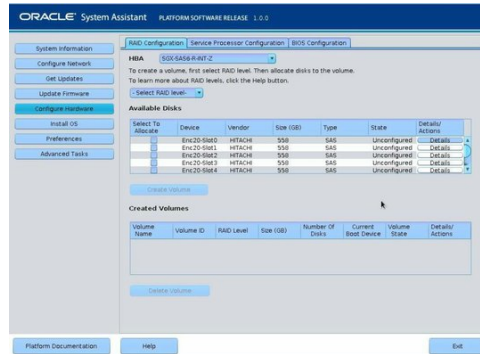 ORACLE System Assistant PLATFORM SOFTWARE RELEASE 1.0.0
System Information
Configure Network
Get Updates
Update Firmware
Configure Hardware
Install OS
Preferences
Advanced Tasks
RAID Configuration Service Processor Configuration BIOS Configuration
HBA SGX-SAS6-R-INT-Z
To create a volume, first select RAID level. Then allocate disks to the volume.
To learn more about RAID levels, click the Help button.
- Select RAID level-
Available Disks
Select To Allocate Device Vendor Size (GB) Type State Details/ Actions
Enc20-Slot0 HITACHI 558 SAS Unconfigured Details
Enc20-Slot1 HITACHI 558 SAS Unconfigured Details
Enc20-Slot2 HITACHI 558 SAS Unconfigured Details
Enc20-Slot3 HITACHI 558 SAS Unconfigured Details
Enc20-Slot4 HITACHI 558 SAS Unconfigured Details
Create Volume
Created Volumes
Volume Name Volume ID RAID Level Size (GB) Number Of Disks Current Boot Device Volume State Details/ Actions
Delete Volume
Platform Documentation Help Exit